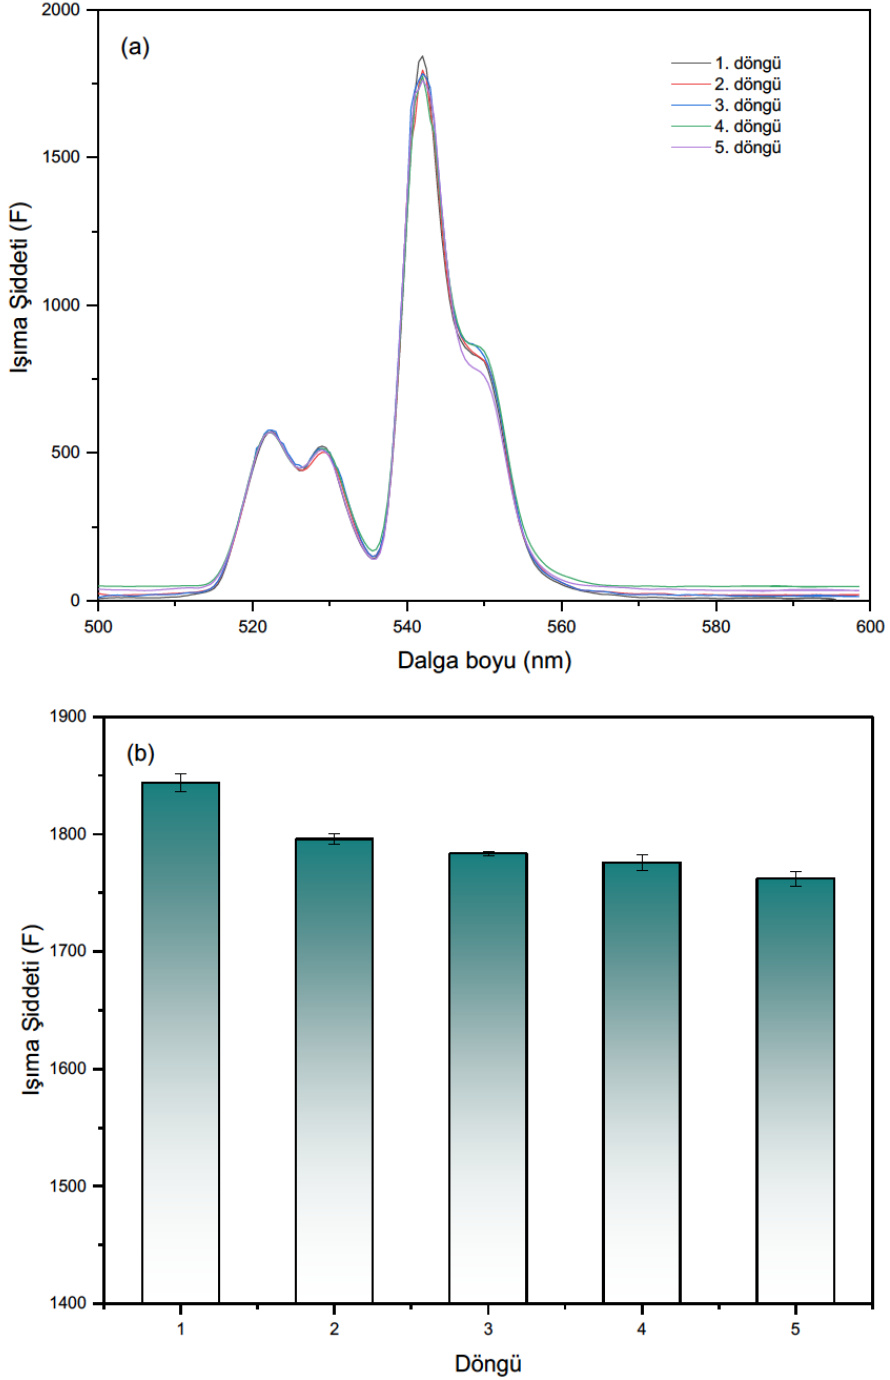 (a)
1. döngü
2. döngü
3. döngü
4. döngü
5. döngü
2000
1500
1000
500
0
Işıma Şiddeti (F)
500 520 540 560 580 600
Dalga boyu (nm)
(b)
1900
1800
1700
1600
1500
1400
Işıma Şiddeti (F)
1 2 3 4 5
Döngü